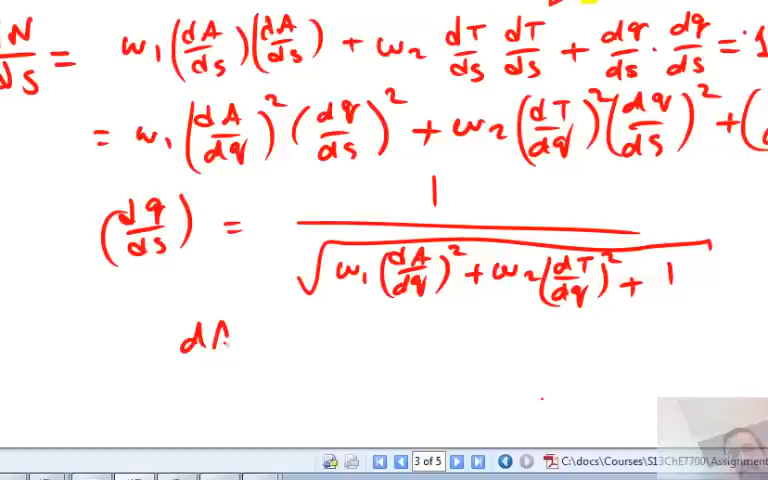 dN/ds = w₁(dA/ds)(dA/ds) + w₂ dT/ds dT/ds + dq/ds · dq/ds = 1
= w₁(dA/dq)²(dq/ds)² + w₂(dT/dq)²(dq/ds)² + (
(dq/ds) = 1/√(w₁(dA/dq)² + w₂(dT/dq)² + 1)
dA
3 of 5 C:\docs\Courses\S13ChE7700\Assignment